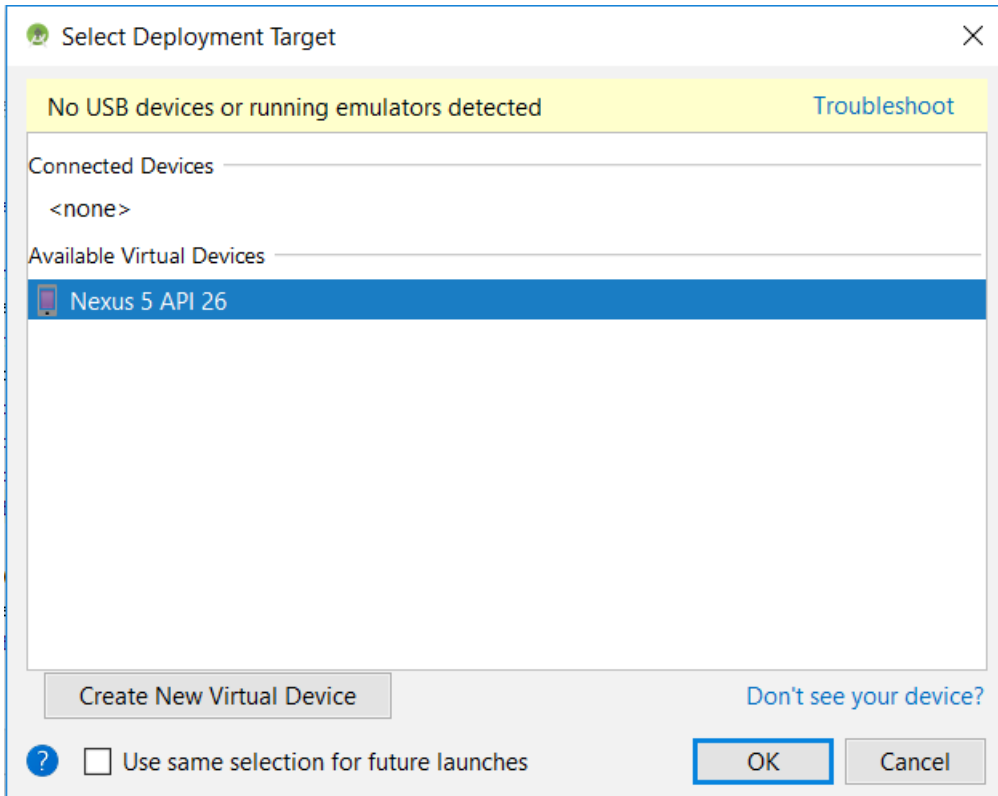 Select Deployment Target
No USB devices or running emulators detected Troubleshoot
Connected Devices
<none>
Available Virtual Devices
Nexus 5 API 26
Create New Virtual Device Don't see your device?
? Use same selection for future launches OK Cancel